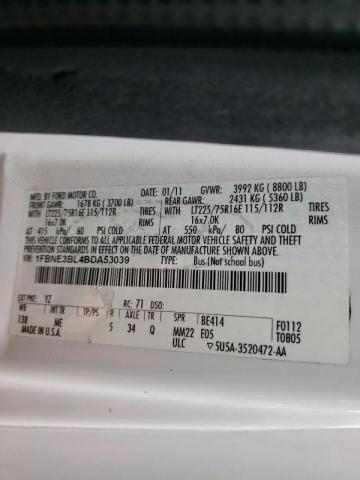 MFD. BY FORD MOTOR CO.
DATE: 01/11 GVWR: 3992 KG ( 8800 LB)
FRONT GAWR: 1678 KG ( 3700 LB) REAR GAWR: 2431 KG ( 5360 LB)
WITH LT225/75R16E 115/112R TIRES WITH LT225/75R16E 115/112R TIRES
16x7.0K RIMS 16x7.0K RIMS
AT 415 kPa/ 60 PSI COLD AT 550 kPa/ 80 PSI COLD
THIS VEHICLE CONFORMS TO ALL APPLICABLE FEDERAL MOTOR VEHICLE SAFETY AND THEFT
PREVENTION STANDARDS IN EFFECT ON THE DATE OF MANUFACTURE SHOWN ABOVE.
VIN: 1FBNE3BL4BDA53039 TYPE: Bus (Not school bus)
EXT PNT: YZ RC: 71 DSO:
WB INT TR TP/PS R AXLE TR SPR BE414 F0112
138 ME 5 34 Q MM22 E05 T0805
ULC 5U5A-3520472-AA